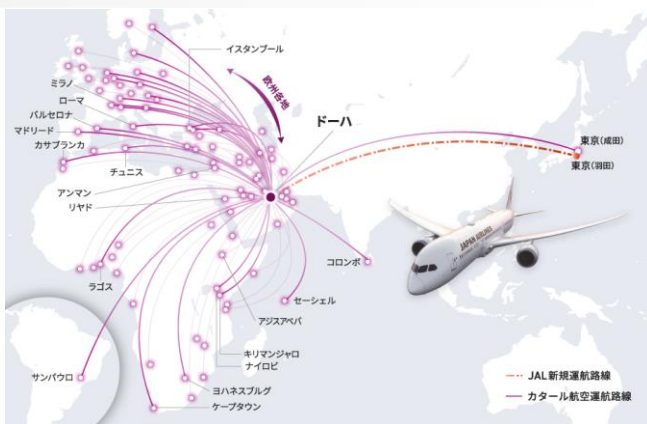 イスタンブール
ミラノ
ローマ
バルセロナ
マドリード
カサブランカ
欧州各地
ドーハ
東京(成田)
東京(羽田)
チュニス
アンマン
リヤド
JAPAN AIRLINES
コロンボ
ラゴス
セーシェル
アジスアベバ
キリマンジャロ
ナイロビ
サンパウロ
ヨハネスブルグ
ケープタウン
JAL新規運航路線
カタール航空運航路線